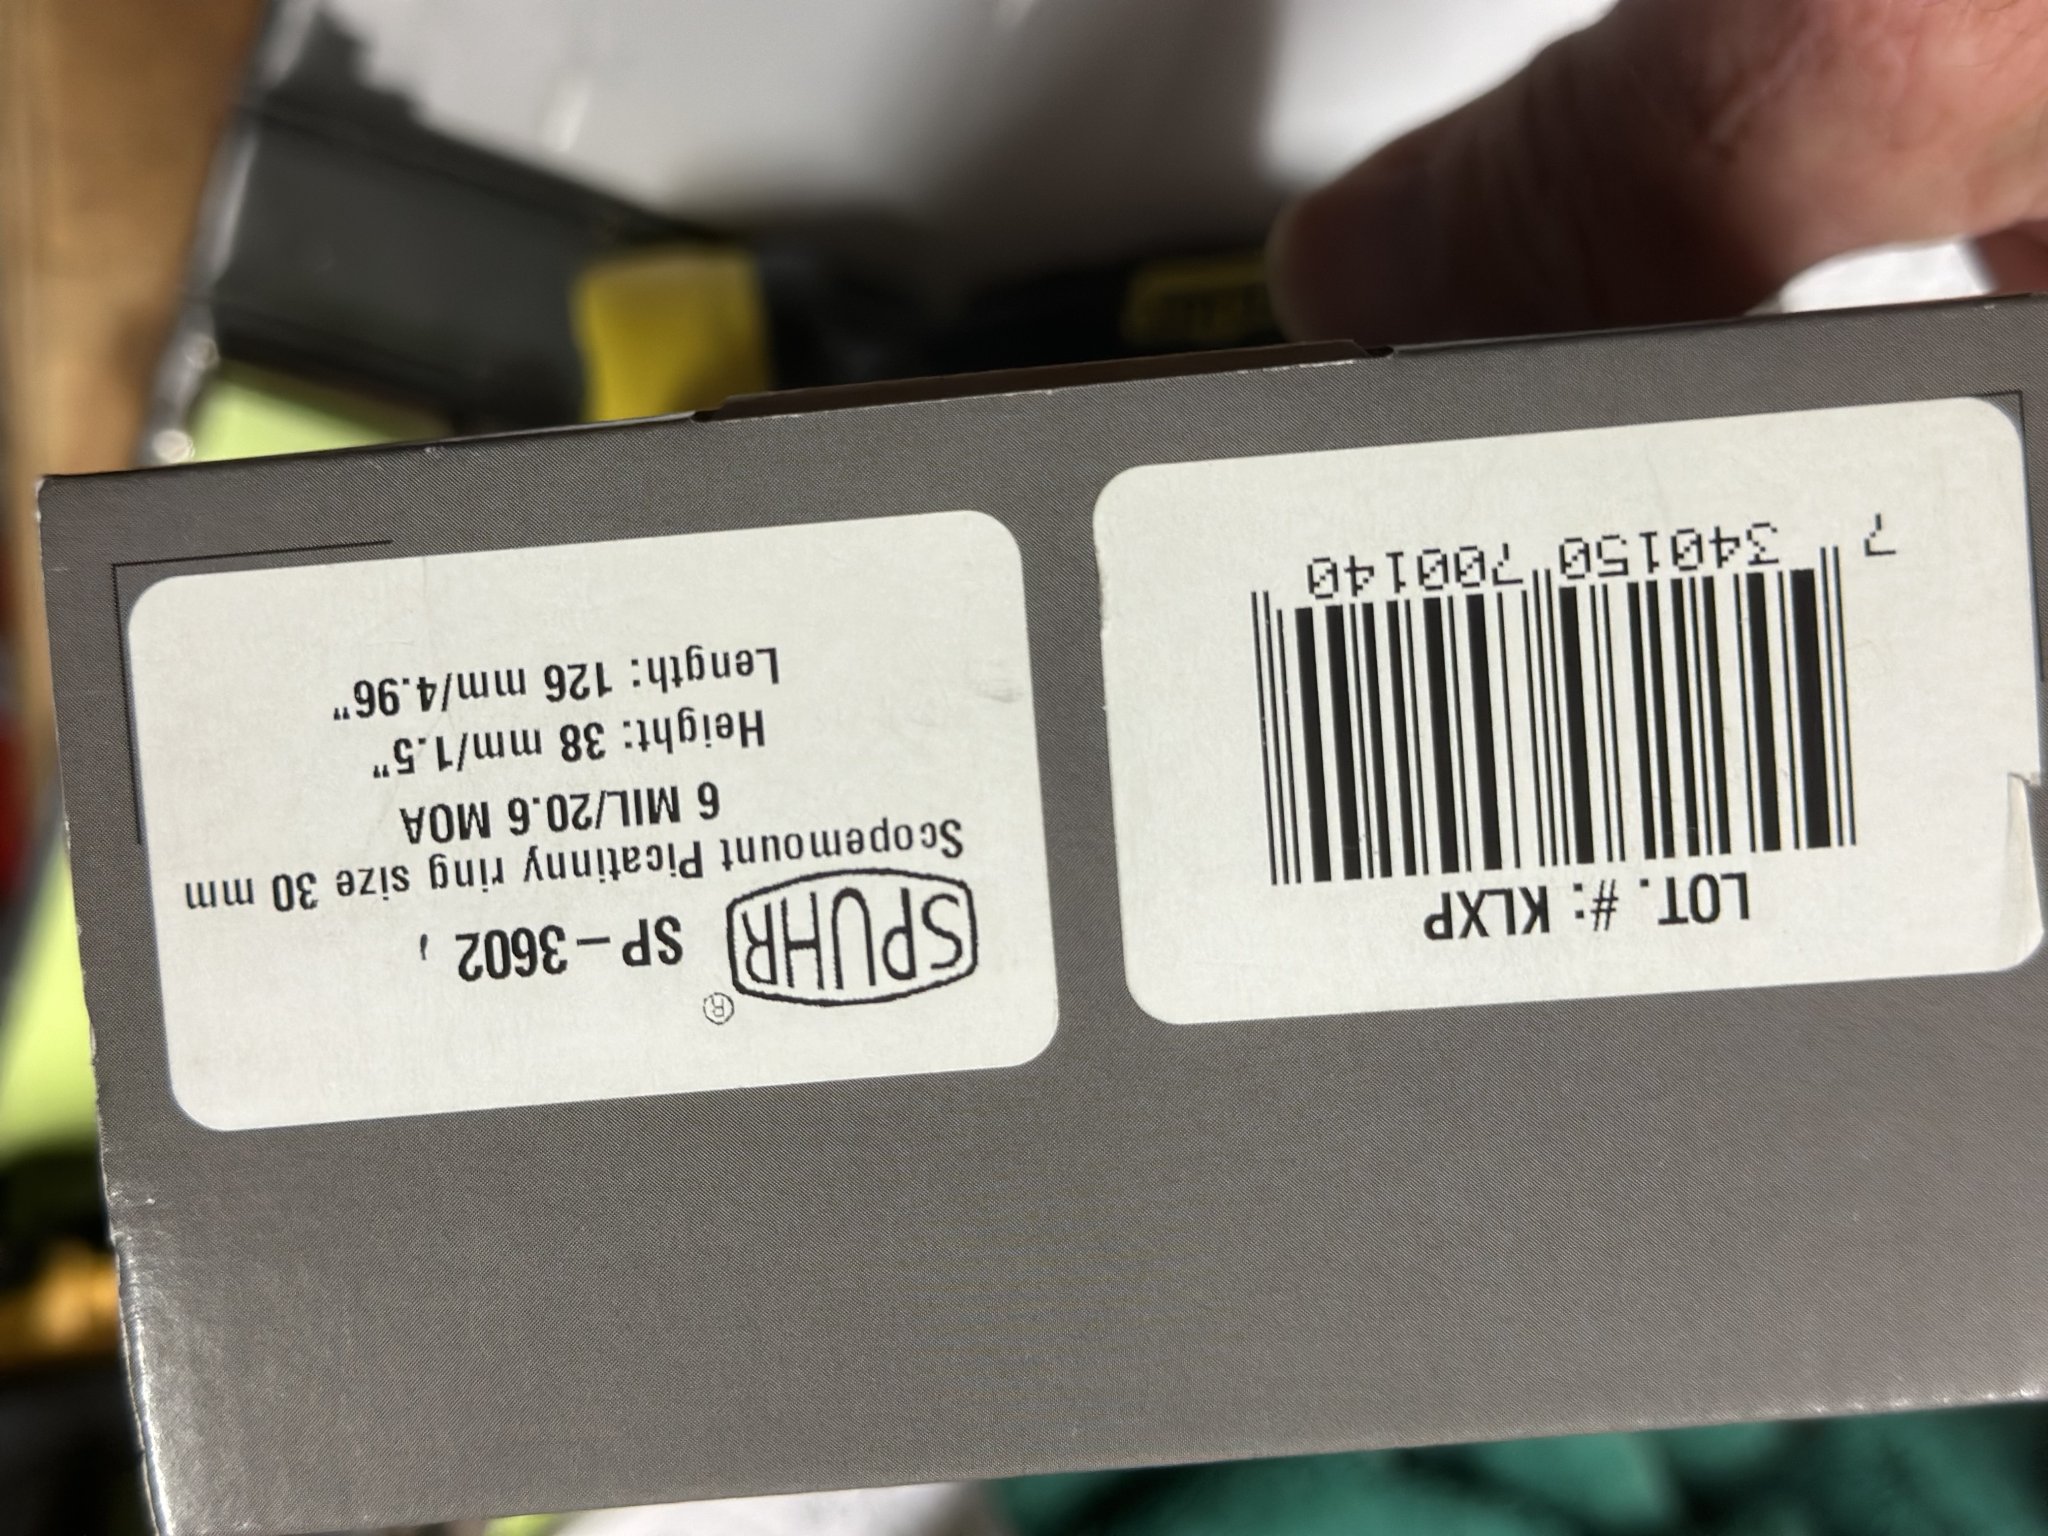 LOT. #: KLXP
7 340150 700140
SPUHR® SP-3602,
Scopemount Picatinny ring size 30 mm
6 MIL/20.6 MOA
Height: 38 mm/1.5"
Length: 126 mm/4.96"